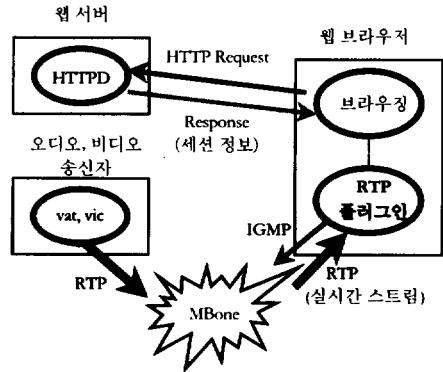 웹 서버
웹 브라우저
HTTPD
HTTP Request
브라우징
Response
(세션 정보)
오디오, 비디오
송신자
vat, vic
RTP
플러그인
IGMP
RTP
RTP
(실시간 스트림)
MBone